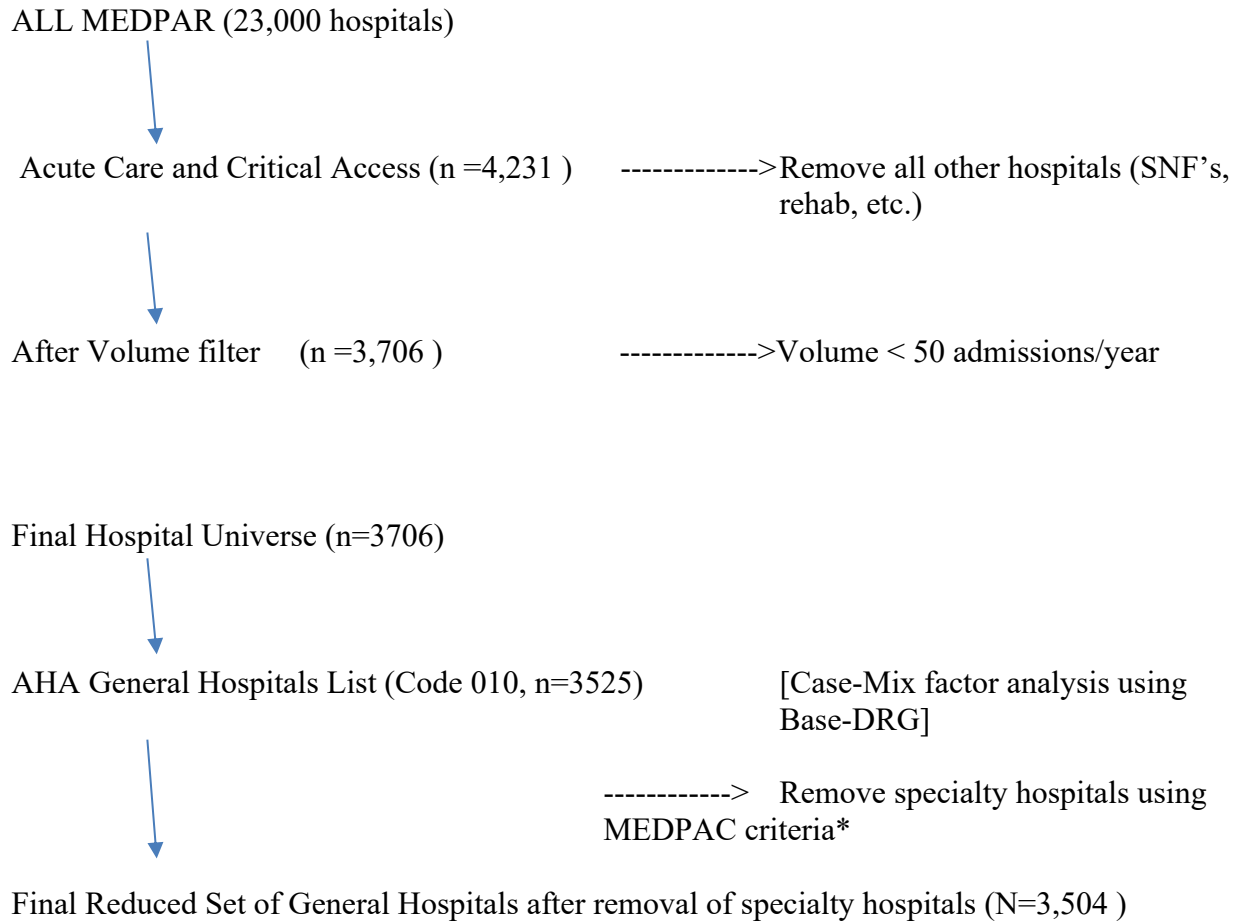 ALL MEDPAR (23,000 hospitals)
Acute Care and Critical Access (n =4,231 ) ------------->Remove all other hospitals (SNF’s,
rehab, etc.)
After Volume filter (n =3,706 ) ------------->Volume < 50 admissions/year
Final Hospital Universe (n=3706)
AHA General Hospitals List (Code 010, n=3525) [Case-Mix factor analysis using
Base-DRG]
------------> Remove specialty hospitals using
MEDPAC criteria*
Final Reduced Set of General Hospitals after removal of specialty hospitals (N=3,504 )